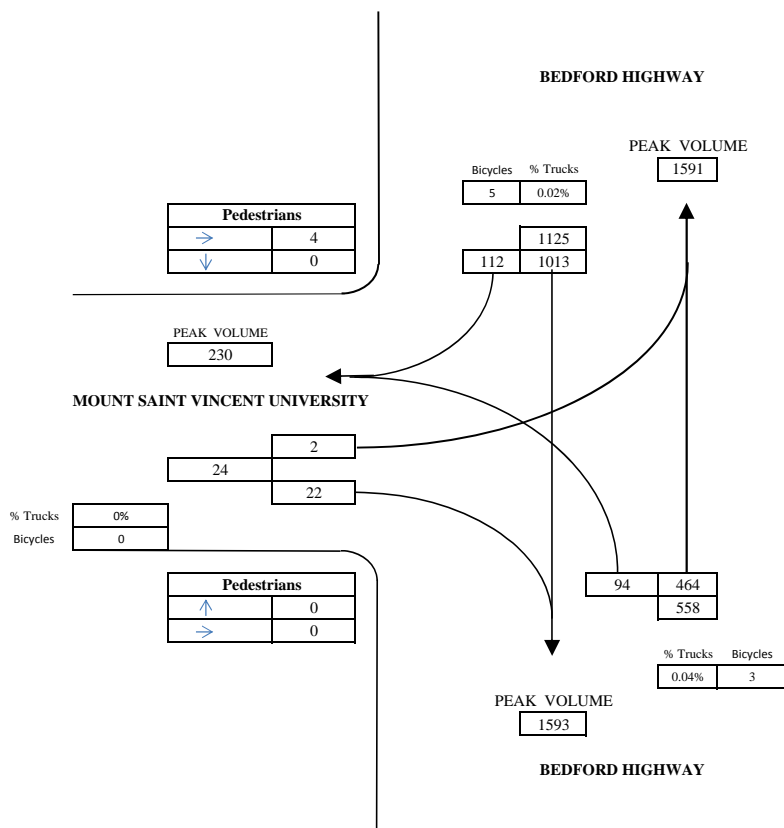 BEDFORD HIGHWAY
PEAK VOLUME
1591
Bicycles % Trucks
5 0.02%
1125
112 1013
Pedestrians
→ 4
↓ 0
PEAK VOLUME
230
MOUNT SAINT VINCENT UNIVERSITY
2
24
22
% Trucks 0%
Bicycles 0
Pedestrians
↑ 0
→ 0
94 464
558
% Trucks Bicycles
0.04% 3
PEAK VOLUME
1593
BEDFORD HIGHWAY